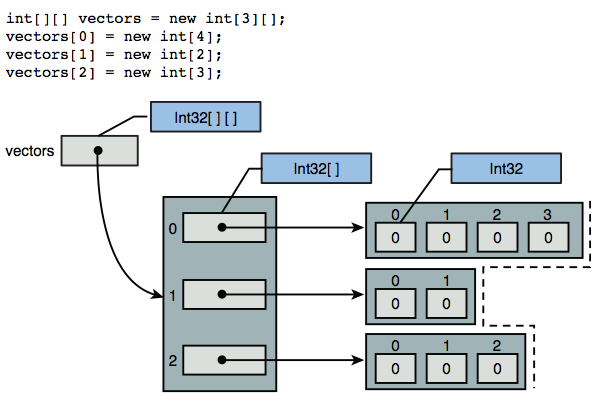 int[][] vectors = new int[3][];
vectors[0] = new int[4];
vectors[1] = new int[2];
vectors[2] = new int[3];
Int32[ ] [ ]
vectors
Int32[ ]
Int32
0
0 1 2 3
0 0 0 0
1
0 1
0 0
2
0 1 2
0 0 0